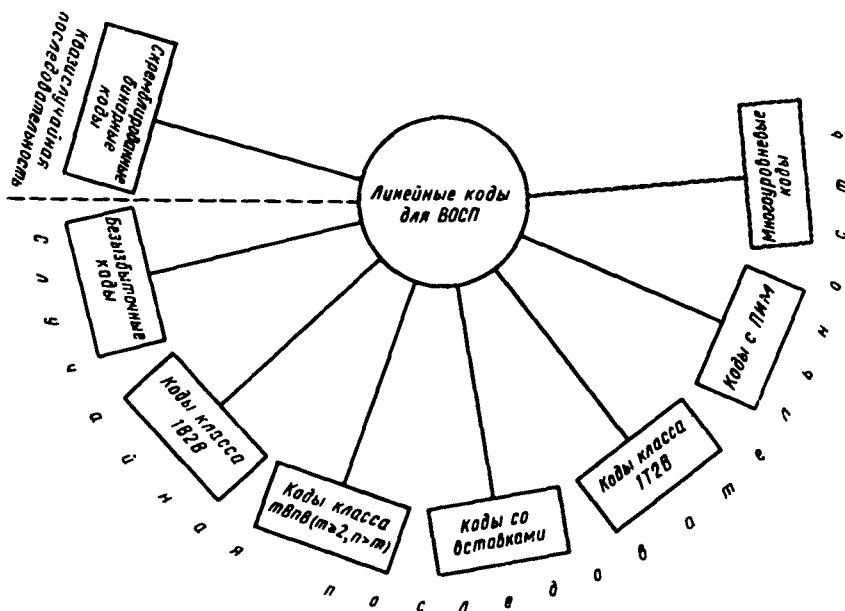 Квазислучайная
последовательность
Скремблированные
бинарные
коды
Линейные коды
для ВОСП
Безызбыточные
коды
Коды класса
1В2В
Коды класса
mBnB (m≥2, n>m)
Коды со
вставками
Коды класса
1Т2В
Коды с ПИМ
Многоуровневые
коды
Случайная последовательность